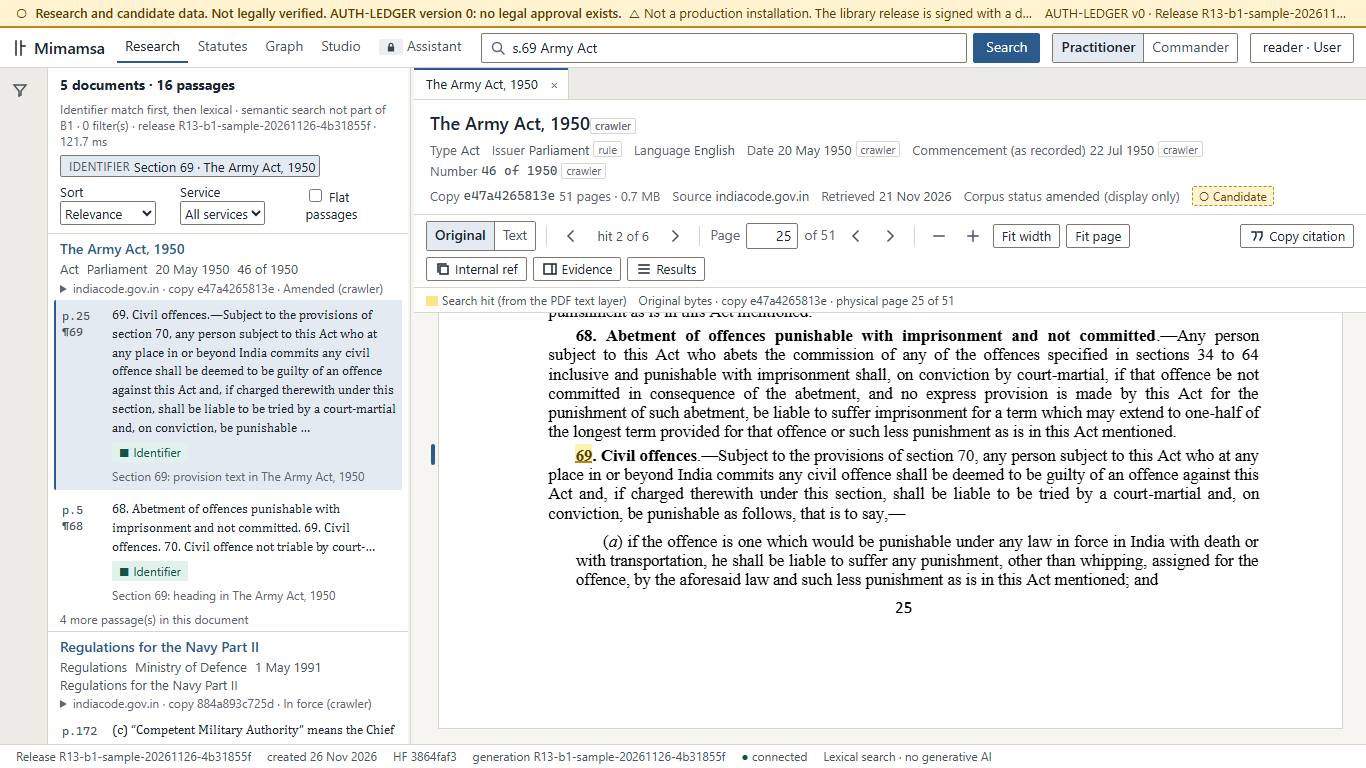 Research and candidate data. Not legally verified. AUTH-LEDGER version 0: no legal approval exists. ⚠ Not a production installation. The library release is signed with a d... AUTH-LEDGER v0 · Release R13-b1-sample-202611...
Mimamsa Research Statutes Graph Studio Assistant s.69 Army Act Search Practitioner Commander reader · User
5 documents · 16 passages
Identifier match first, then lexical · semantic search not part of
B1 · 0 filter(s) · release R13-b1-sample-20261126-4b31855f ·
121.7 ms
IDENTIFIER Section 69 · The Army Act, 1950
Sort Service Flat passages
Relevance All services
The Army Act, 1950
Act Parliament 20 May 1950 46 of 1950
indiacode.gov.in · copy e47a4265813e · Amended (crawler)
p.25 ¶69
69. Civil offences.—Subject to the provisions of
section 70, any person subject to this Act who at
any place in or beyond India commits any civil
offence shall be deemed to be guilty of an offence
against this Act and, if charged therewith under this
section, shall be liable to be tried by a court-martial
and, on conviction, be punishable ...
Identifier
Section 69: provision text in The Army Act, 1950
p.5 ¶68
68. Abetment of offences punishable with
imprisonment and not committed. 69. Civil
offences. 70. Civil offence not triable by court-...
Identifier
Section 69: heading in The Army Act, 1950
4 more passage(s) in this document
Regulations for the Navy Part II
Regulations Ministry of Defence 1 May 1991
Regulations for the Navy Part II
indiacode.gov.in · copy 884a893c725d · In force (crawler)
p.172 (c) “Competent Military Authority” means the Chief
The Army Act, 1950 ×
The Army Act, 1950 crawler
Type Act Issuer Parliament rule Language English Date 20 May 1950 crawler Commencement (as recorded) 22 Jul 1950 crawler
Number 46 of 1950 crawler
Copy e47a4265813e 51 pages · 0.7 MB Source indiacode.gov.in Retrieved 21 Nov 2026 Corpus status amended (display only) Candidate
Original Text hit 2 of 6 Page 25 of 51 Fit width Fit page Copy citation
Internal ref Evidence Results
Search hit (from the PDF text layer) Original bytes · copy e47a4265813e · physical page 25 of 51
punishment as is in this Act mentioned.
68. Abetment of offences punishable with imprisonment and not committed.—Any person
subject to this Act who abets the commission of any of the offences specified in sections 34 to 64
inclusive and punishable with imprisonment shall, on conviction by court-martial, if that offence be not
committed in consequence of the abetment, and no express provision is made by this Act for the
punishment of such abetment, be liable to suffer imprisonment for a term which may extend to one-half of
the longest term provided for that offence or such less punishment as is in this Act mentioned.
69. Civil offences.—Subject to the provisions of section 70, any person subject to this Act who at any
place in or beyond India commits any civil offence shall be deemed to be guilty of an offence against this
Act and, if charged therewith under this section, shall be liable to be tried by a court-martial and, on
conviction, be punishable as follows, that is to say,—
(a) if the offence is one which would be punishable under any law in force in India with death or
with transportation, he shall be liable to suffer any punishment, other than whipping, assigned for the
offence, by the aforesaid law and such less punishment as is in this Act mentioned; and
25
Release R13-b1-sample-20261126-4b31855f created 26 Nov 2026 HF 3864faf3 generation R13-b1-sample-20261126-4b31855f ● connected Lexical search · no generative AI